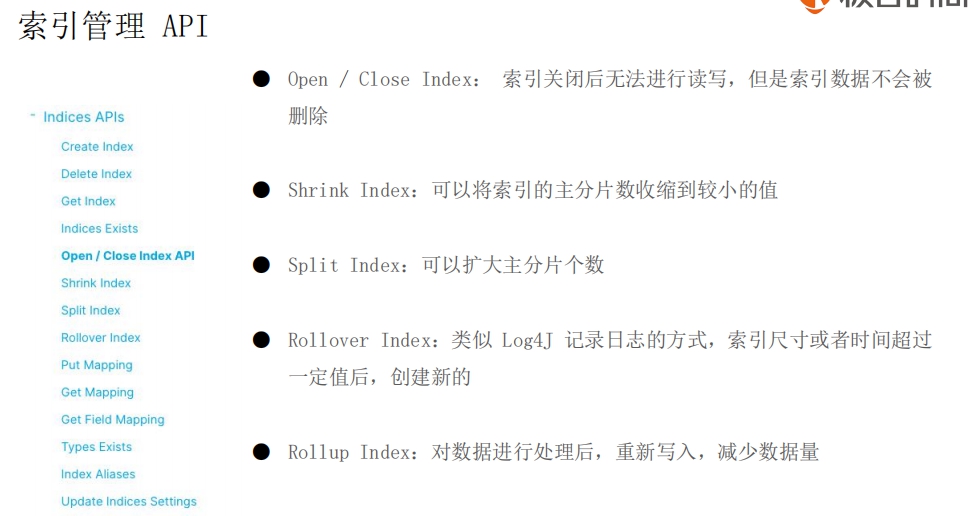 索引管理 API
- Indices APIs
Create Index
Delete Index
Get Index
Indices Exists
Open / Close Index API
Shrink Index
Split Index
Rollover Index
Put Mapping
Get Mapping
Get Field Mapping
Types Exists
Index Aliases
Update Indices Settings
● Open / Close Index： 索引关闭后无法进行读写，但是索引数据不会被
删除
● Shrink Index：可以将索引的主分片数收缩到较小的值
● Split Index：可以扩大主分片个数
● Rollover Index：类似 Log4J 记录日志的方式，索引尺寸或者时间超过
一定值后，创建新的
● Rollup Index：对数据进行处理后，重新写入，减少数据量